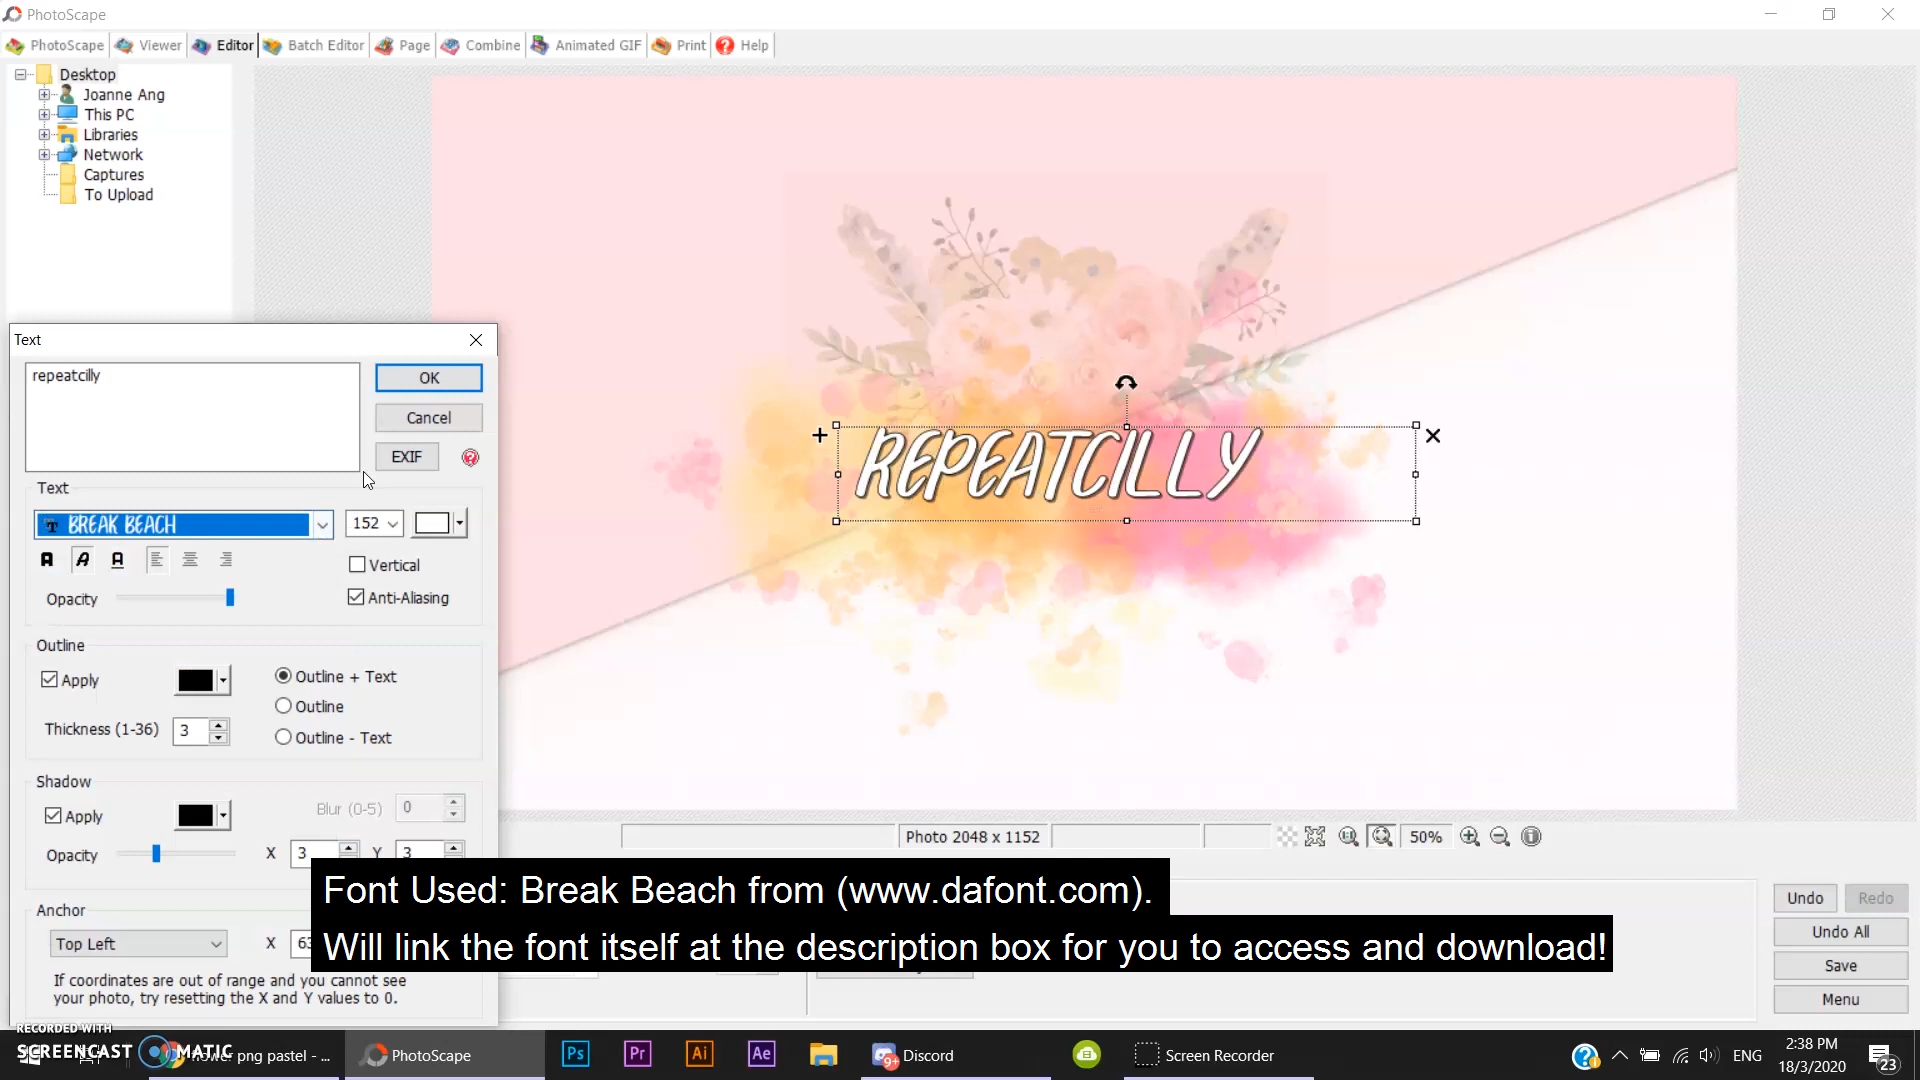 PhotoScape
PhotoScape Viewer Editor Batch Editor Page Combine Animated GIF Print Help
Desktop
Joanne Ang
This PC
Libraries
Network
Captures
To Upload
Text
repeatcilly
OK
Cancel
EXIF
Text
BREAK BEACH 152
A A A
Vertical
Opacity
Anti-Aliasing
Outline
Apply
Outline + Text
Outline
Thickness (1-36) 3
Outline - Text
Shadow
Apply
Blur (0-5) 0
Opacity X 3 Y 3
Anchor
Top Left X
If coordinates are out of range and you cannot see
your photo, try resetting the X and Y values to 0.
REPEATCILLY
Photo 2048 x 1152 50%
Font Used: Break Beach from (www.dafont.com).
Will link the font itself at the description box for you to access and download!
Undo Redo
Undo All
Save
Menu
RECORDED WITH
SCREENCAST MATIC
png pastel - ...
PhotoScape
Ps Pr Ai Ae
9+ Discord
Screen Recorder
ENG
2:38 PM
18/3/2020
23